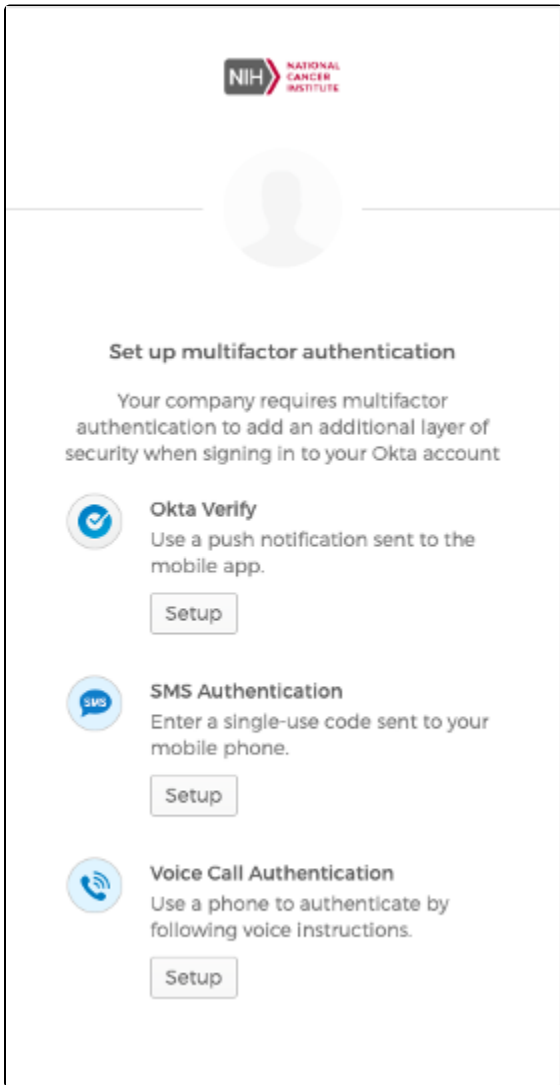 NIH
NATIONAL
CANCER
INSTITUTE
Set up multifactor authentication
Your company requires multifactor
authentication to add an additional layer of
security when signing in to your Okta account
Okta Verify
Use a push notification sent to the
mobile app.
Setup
SMS
SMS Authentication
Enter a single-use code sent to your
mobile phone.
Setup
Voice Call Authentication
Use a phone to authenticate by
following voice instructions.
Setup